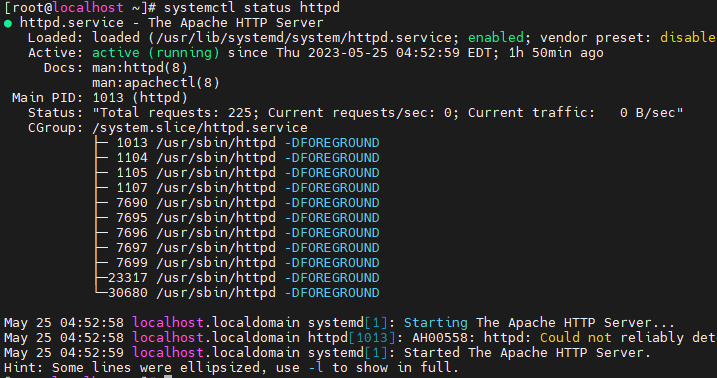 [root@localhost ~]# systemctl status httpd
● httpd.service - The Apache HTTP Server
   Loaded: loaded (/usr/lib/systemd/system/httpd.service; enabled; vendor preset: disable
   Active: active (running) since Thu 2023-05-25 04:52:59 EDT; 1h 50min ago
     Docs: man:httpd(8)
           man:apachectl(8)
 Main PID: 1013 (httpd)
   Status: "Total requests: 225; Current requests/sec: 0; Current traffic:   0 B/sec"
   CGroup: /system.slice/httpd.service
           ├─ 1013 /usr/sbin/httpd -DFOREGROUND
           ├─ 1104 /usr/sbin/httpd -DFOREGROUND
           ├─ 1105 /usr/sbin/httpd -DFOREGROUND
           ├─ 1107 /usr/sbin/httpd -DFOREGROUND
           ├─ 7690 /usr/sbin/httpd -DFOREGROUND
           ├─ 7695 /usr/sbin/httpd -DFOREGROUND
           ├─ 7696 /usr/sbin/httpd -DFOREGROUND
           ├─ 7697 /usr/sbin/httpd -DFOREGROUND
           ├─ 7699 /usr/sbin/httpd -DFOREGROUND
           ├─23317 /usr/sbin/httpd -DFOREGROUND
           └─30680 /usr/sbin/httpd -DFOREGROUND
May 25 04:52:58 localhost.localdomain systemd[1]: Starting The Apache HTTP Server...
May 25 04:52:58 localhost.localdomain httpd[1013]: AH00558: httpd: Could not reliably det
May 25 04:52:59 localhost.localdomain systemd[1]: Started The Apache HTTP Server.
Hint: Some lines were ellipsized, use -l to show in full.